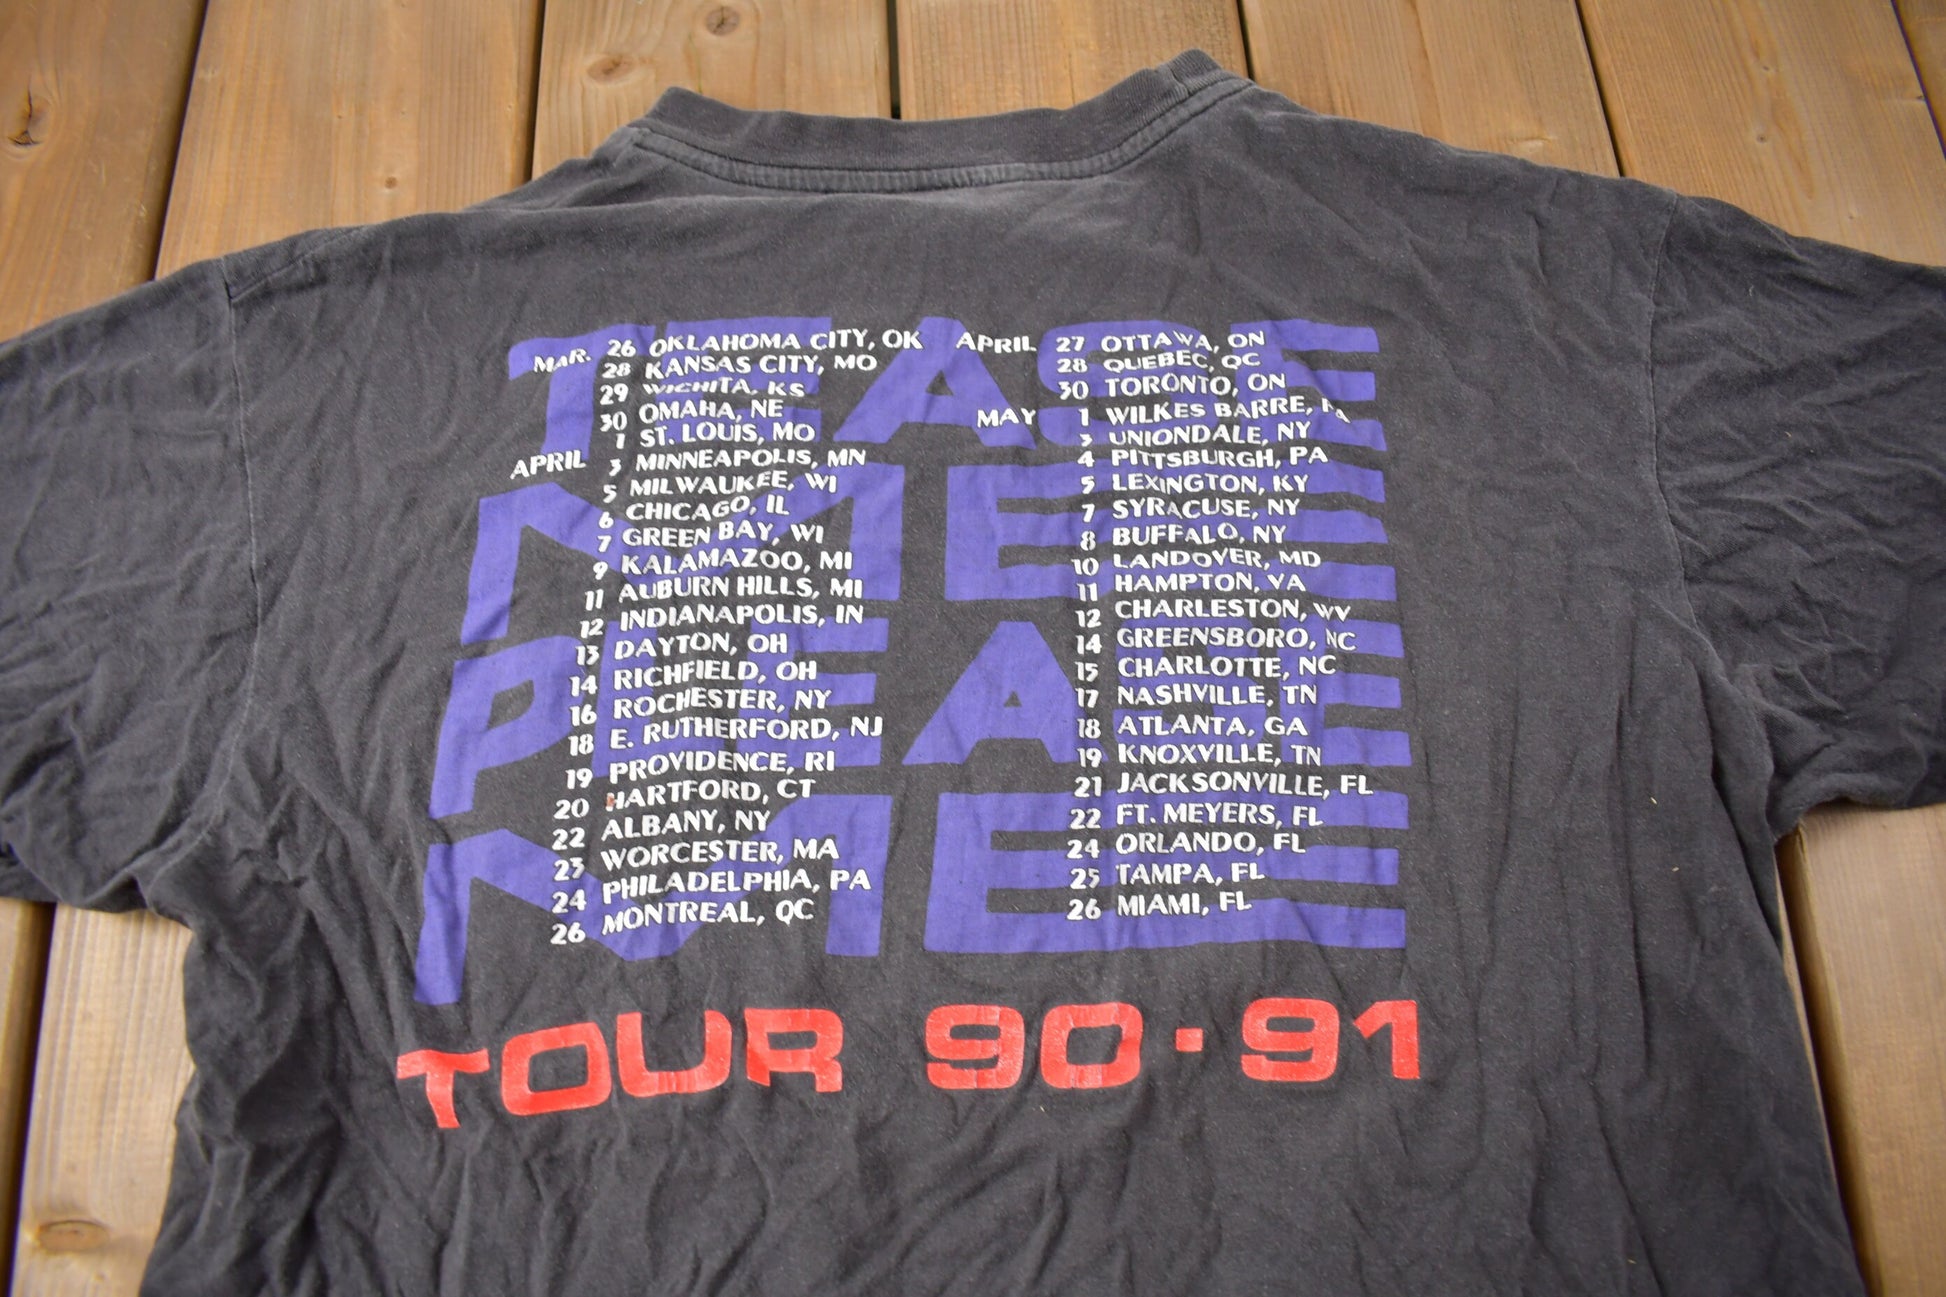 TEASE
ME
PLEASE
ME
MAR. 26 OKLAHOMA CITY, OK
28 KANSAS CITY, MO
29 WICHITA, KS
30 OMAHA, NE
APRIL 1 ST. LOUIS, MO
3 MINNEAPOLIS, MN
5 MILWAUKEE, WI
6 CHICAGO, IL
7 GREEN BAY, WI
9 KALAMAZOO, MI
11 AUBURN HILLS, MI
12 INDIANAPOLIS, IN
13 DAYTON, OH
14 RICHFIELD, OH
16 ROCHESTER, NY
18 E. RUTHERFORD, NJ
19 PROVIDENCE, RI
20 HARTFORD, CT
22 ALBANY, NY
23 WORCESTER, MA
24 PHILADELPHIA, PA
26 MONTREAL, QC
APRIL 27 OTTAWA, ON
28 QUEBEC, QC
30 TORONTO, ON
MAY 1 WILKES BARRE, PA
3 UNIONDALE, NY
4 PITTSBURGH, PA
5 LEXINGTON, KY
7 SYRACUSE, NY
8 BUFFALO, NY
10 LANDOVER, MD
11 HAMPTON, VA
12 CHARLESTON, WV
14 GREENSBORO, NC
15 CHARLOTTE, NC
17 NASHVILLE, TN
18 ATLANTA, GA
19 KNOXVILLE, TN
21 JACKSONVILLE, FL
22 FT. MEYERS, FL
24 ORLANDO, FL
25 TAMPA, FL
26 MIAMI, FL
TOUR 90·91